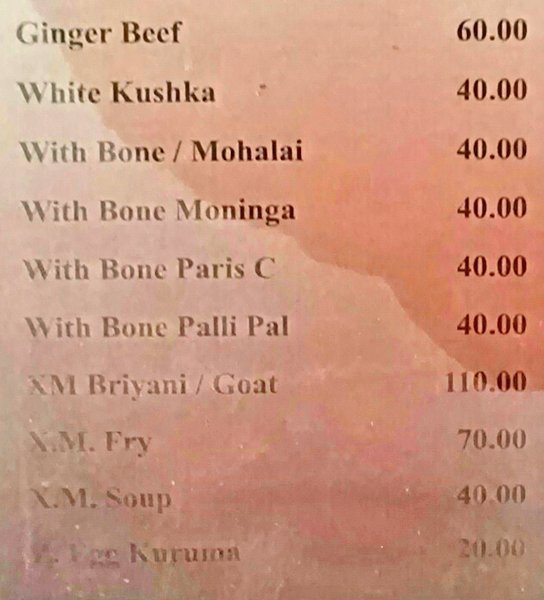 Ginger Beef 60.00
White Kushka 40.00
With Bone / Mohalai 40.00
With Bone Moninga 40.00
With Bone Paris C 40.00
With Bone Palli Pal 40.00
XM Briyani / Goat 110.00
X.M. Fry 70.00
X.M. Soup 40.00
Egg Kuruma 20.00